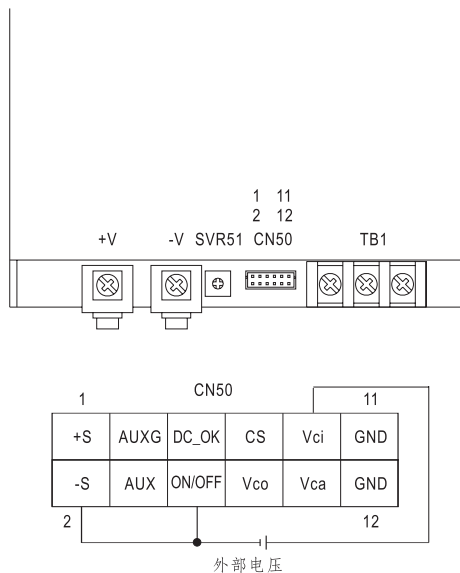 1 11
2 12
+V -V SVR51 CN50 TB1
CN50
1 11
+S AUXG DC_OK CS Vci GND
-S AUX ON/OFF Vco Vca GND
2 12
外部电压